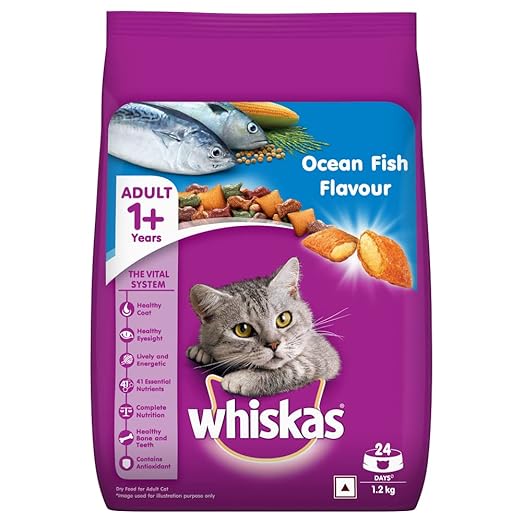 Ocean Fish
Flavour
ADULT
1+
Years
THE VITAL
SYSTEM
Healthy
Coat
Healthy
Eyesight
Lively and
Energetic
41
41 Essential
Nutrients
Complete
Nutrition
Healthy
Bone and
Teeth
Contains
Antioxidant
whiskas®
24
DAYS◊
1.2 kg
Dry Food for Adult Cat
*Image used for illustration purpose only